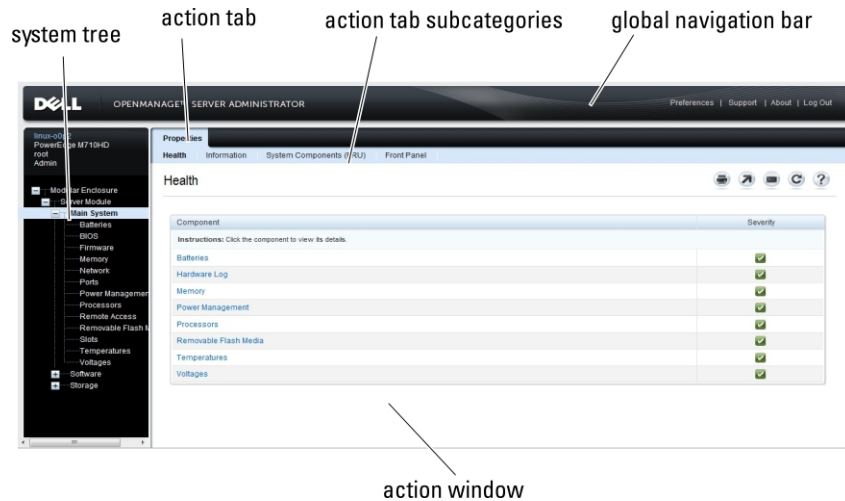 system tree
action tab
action tab subcategories
global navigation bar
DELL
OPENMANAGE™ SERVER ADMINISTRATOR
Preferences | Support | About | Log Out
PowerEdge M710HD
root
Admin
Properties
Health Information System Components (FRU) Front Panel
Modular Enclosure
Server Module
Main System
Batteries
BIOS
Firmware
Memory
Network
Ports
Power Managemen
Processors
Remote Access
Removable Flash
Slots
Temperatures
Voltages
Software
Storage
Health
Component Severity
Instructions: Click the component to view its details.
Batteries
Hardware Log
Memory
Power Management
Processors
Removable Flash Media
Temperatures
Voltages
action window